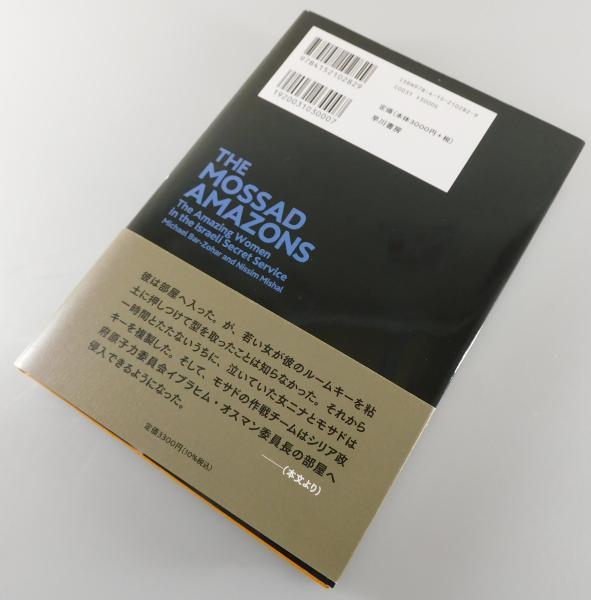 9784152102829
1920031030007
ISBN978-4-15-210282-9
C0031 ¥3000E
定価(本体3000円+税)
早川書房
THE
MOSSAD
AMAZONS
The Amazing Women
in the Israeli Secret Service
Michael Bar-Zohar and Nissim Mishal
彼は部屋へ入った。が、若い女が彼のルームキーを粘
土に押しつけて型を取ったことは知らなかった。それから
一時間とたたないうちに、泣いていた女ニナとモサドは
キーを複製した。そして、モサドの作戦チームはシリア政
府原子力委員会イブラヒム・オスマン委員長の部屋へ
侵入できるようになった。
――(本文より)
定価3300円(10%税込)